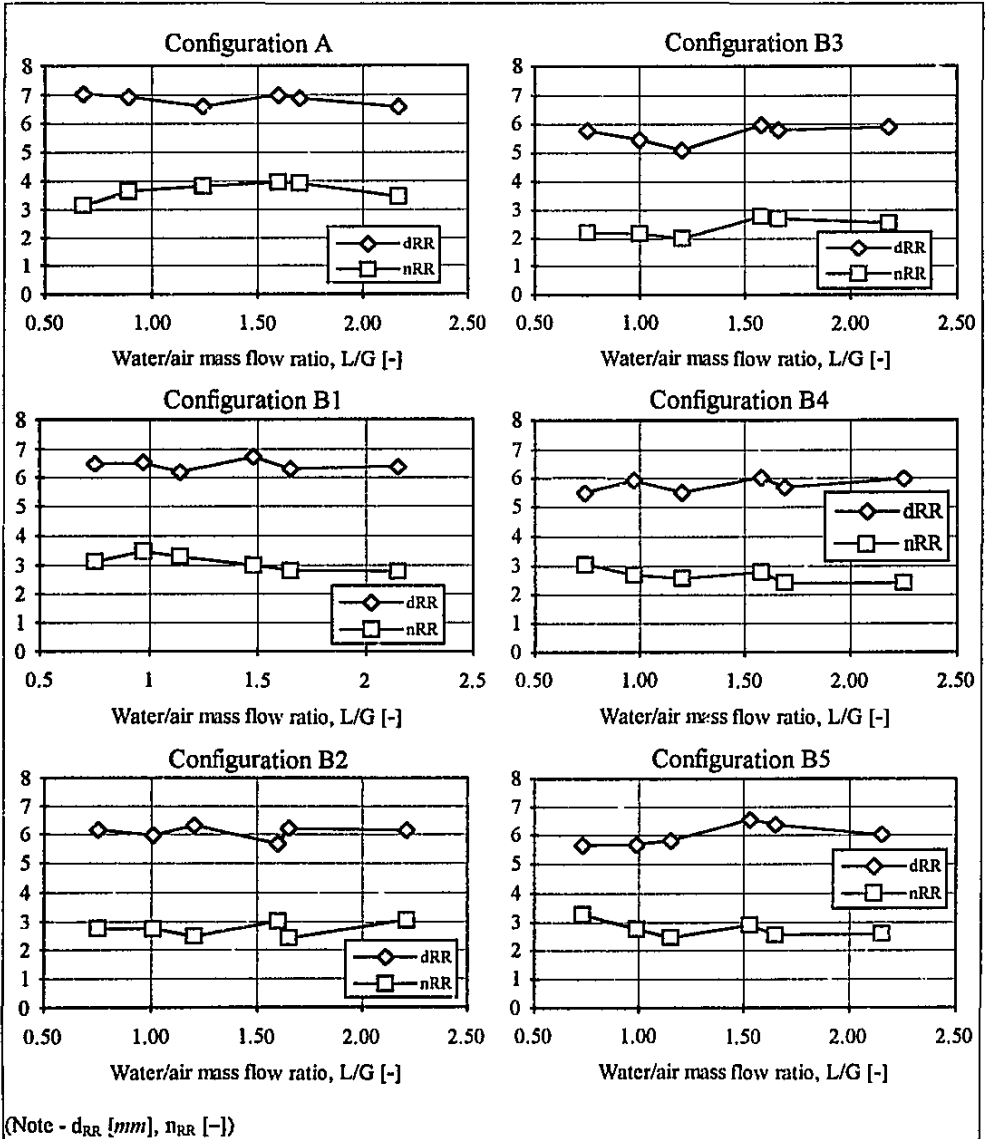 Configuration A
8
7
6
5
4
3
2
1
0
dRR
nRR
0.50 1.00 1.50 2.00 2.50
Water/air mass flow ratio, L/G [-]
Configuration B3
8
7
6
5
4
3
2
1
0
dRR
nRR
0.50 1.00 1.50 2.00 2.50
Water/air mass flow ratio, L/G [-]
Configuration B1
8
7
6
5
4
3
2
1
0
dRR
nRR
0.5 1 1.5 2 2.5
Water/air mass flow ratio, L/G [-]
Configuration B4
8
7
6
5
4
3
2
1
0
dRR
nRR
0.50 1.00 1.50 2.00 2.50
Water/air mass flow ratio, L/G [-]
Configuration B2
8
7
6
5
4
3
2
1
0
dRR
nRR
0.50 1.00 1.50 2.00 2.50
Water/air mass flow ratio, L/G [-]
Configuration B5
8
7
6
5
4
3
2
1
0
dRR
nRR
0.50 1.00 1.50 2.00 2.50
Water/air mass flow ratio, L/G [-]
(Note - dRR [mm], nRR [–])